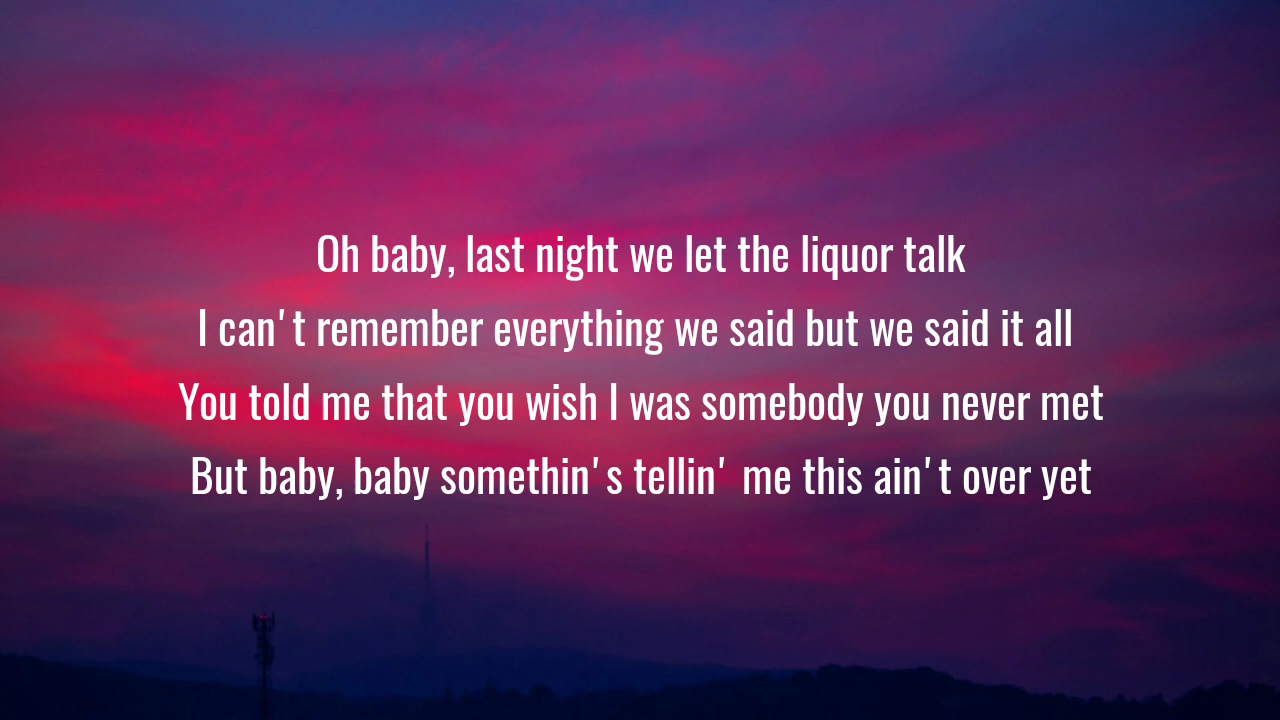 Oh baby, last night we let the liquor talk
I can't remember everything we said but we said it all
You told me that you wish I was somebody you never met
But baby, baby somethin's tellin' me this ain't over yet